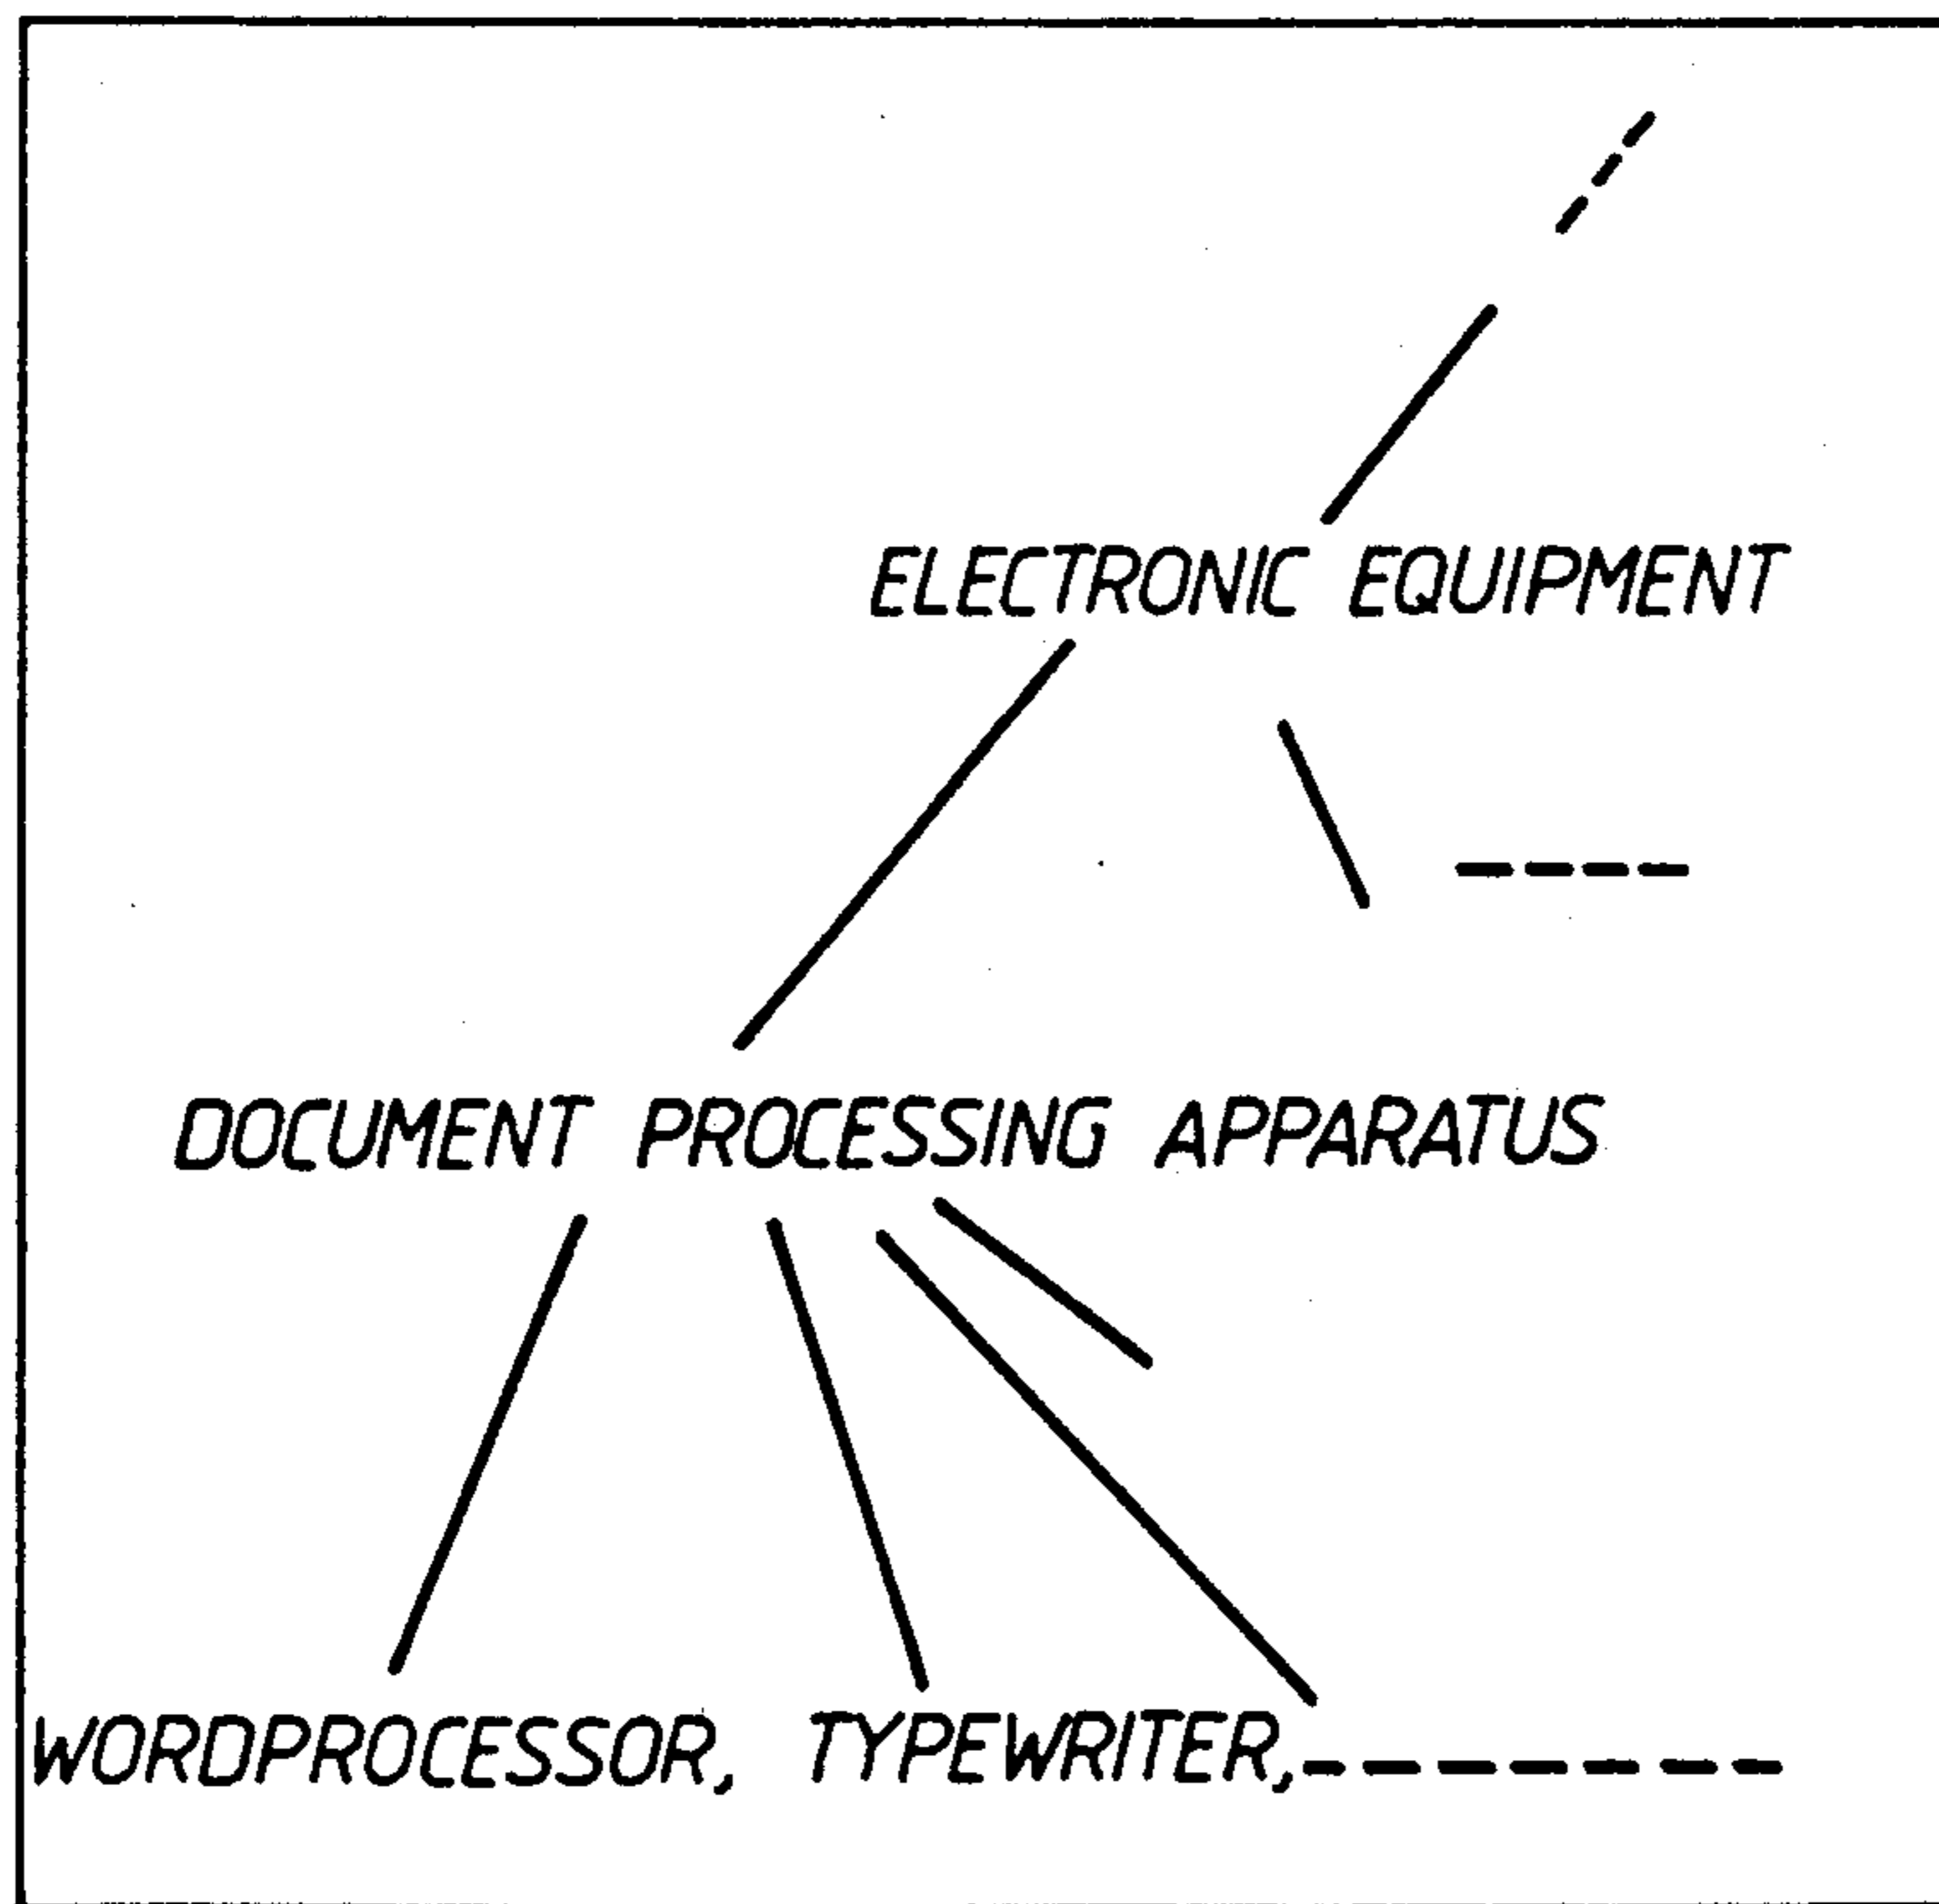 ELECTRONIC EQUIPMENT
DOCUMENT PROCESSING APPARATUS
WORDPROCESSOR, TYPEWRITER,